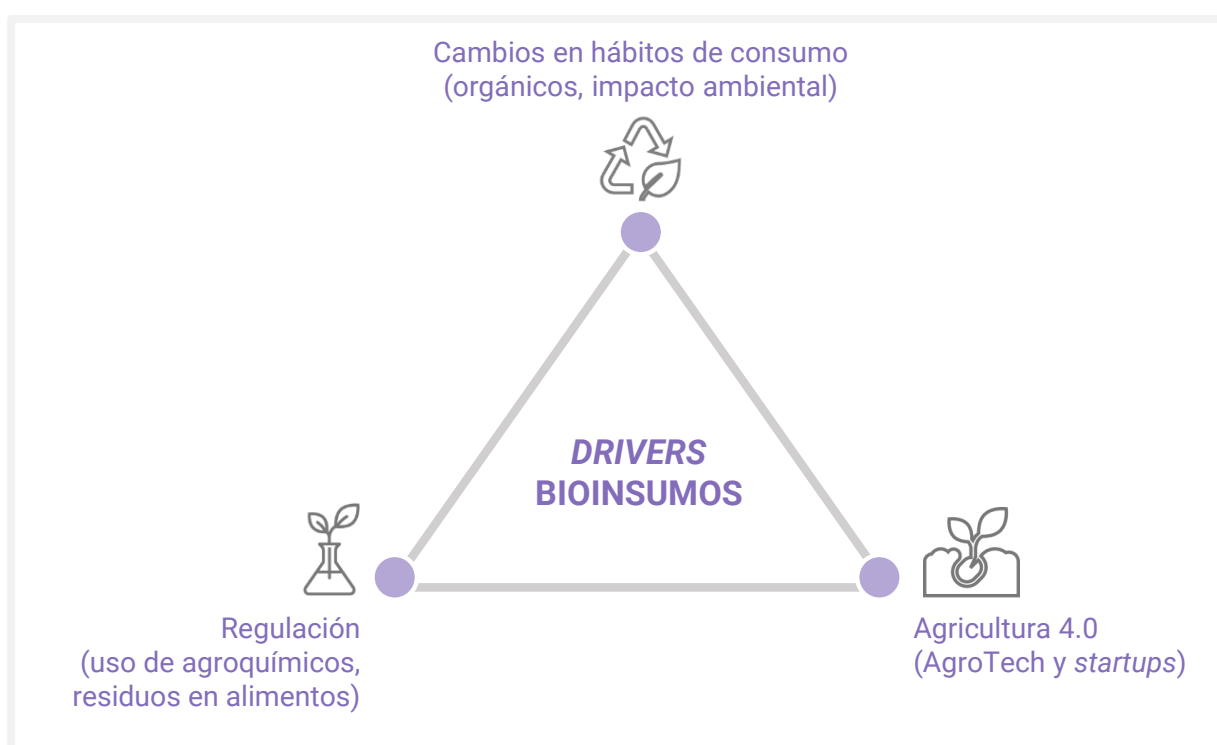 Cambios en hábitos de consumo
(orgánicos, impacto ambiental)
DRIVERS
BIOINSUMOS
Regulación
(uso de agroquímicos,
residuos en alimentos)
Agricultura 4.0
(AgroTech y startups)